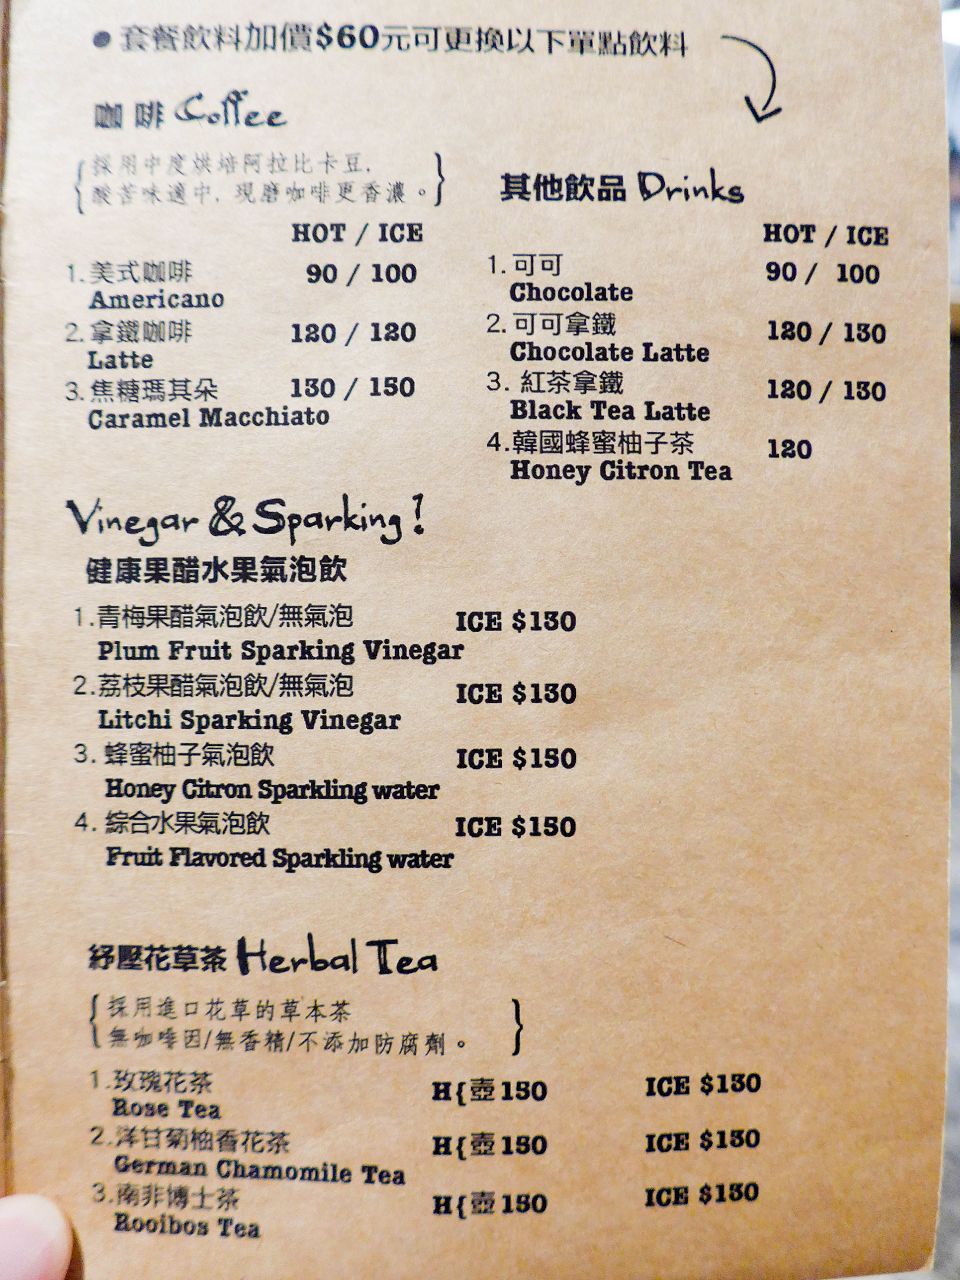 ● 套餐飲料加價$60元可更換以下單點飲料
咖啡 Coffee
{採用中度烘培阿拉比卡豆,
酸苦味適中, 現磨咖啡更香濃。}
HOT / ICE
1.美式咖啡 90 / 100
Americano
2.拿鐵咖啡 120 / 120
Latte
3.焦糖瑪其朵 150 / 150
Caramel Macchiato
其他飲品 Drinks
HOT / ICE
1.可可 90 / 100
Chocolate
2.可可拿鐵 120 / 130
Chocolate Latte
3. 紅茶拿鐵 120 / 130
Black Tea Latte
4.韓國蜂蜜柚子茶 120
Honey Citron Tea
Vinegar & Sparking!
健康果醋水果氣泡飲
1.青梅果醋氣泡飲/無氣泡 ICE $130
Plum Fruit Sparking Vinegar
2.荔枝果醋氣泡飲/無氣泡 ICE $130
Litchi Sparking Vinegar
3. 蜂蜜柚子氣泡飲 ICE $150
Honey Citron Sparkling water
4. 綜合水果氣泡飲 ICE $150
Fruit Flavored Sparkling water
紓壓花草茶 Herbal Tea
{採用進口花草的草本茶
無咖啡因/無香精/不添加防腐劑。}
1.玫瑰花茶 H{壺150 ICE $130
Rose Tea
2.洋甘菊柚香花茶 H{壺150 ICE $130
German Chamomile Tea
3.南非博士茶 H{壺150 ICE $130
Rooibos Tea